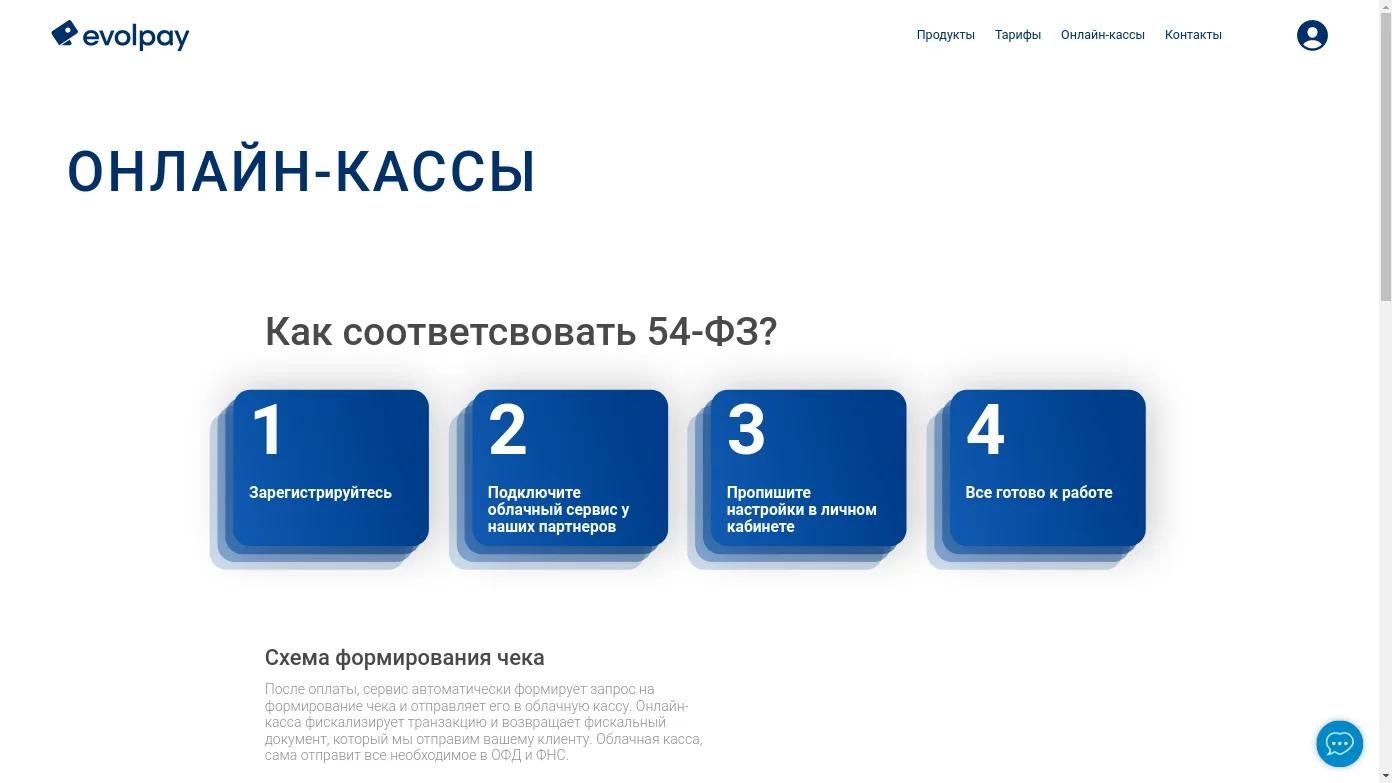 evolpay
Продукты
Тарифы
Онлайн-кассы
Контакты
ОНЛАЙН-КАССЫ
Как соответсвовать 54-ФЗ?
1
Зарегистрируйтесь
2
Подключите
облачный сервис у
наших партнеров
3
Пропишите
настройки в личном
кабинете
4
Все готово к работе
Схема формирования чека
После оплаты, сервис автоматически формирует запрос на
формирование чека и отправляет его в облачную кассу. Онлайн-
касса фискализирует транзакцию и возвращает фискальный
документ, который мы отправим вашему клиенту. Облачная касса,
сама отправит все необходимое в ОФД и ФНС.